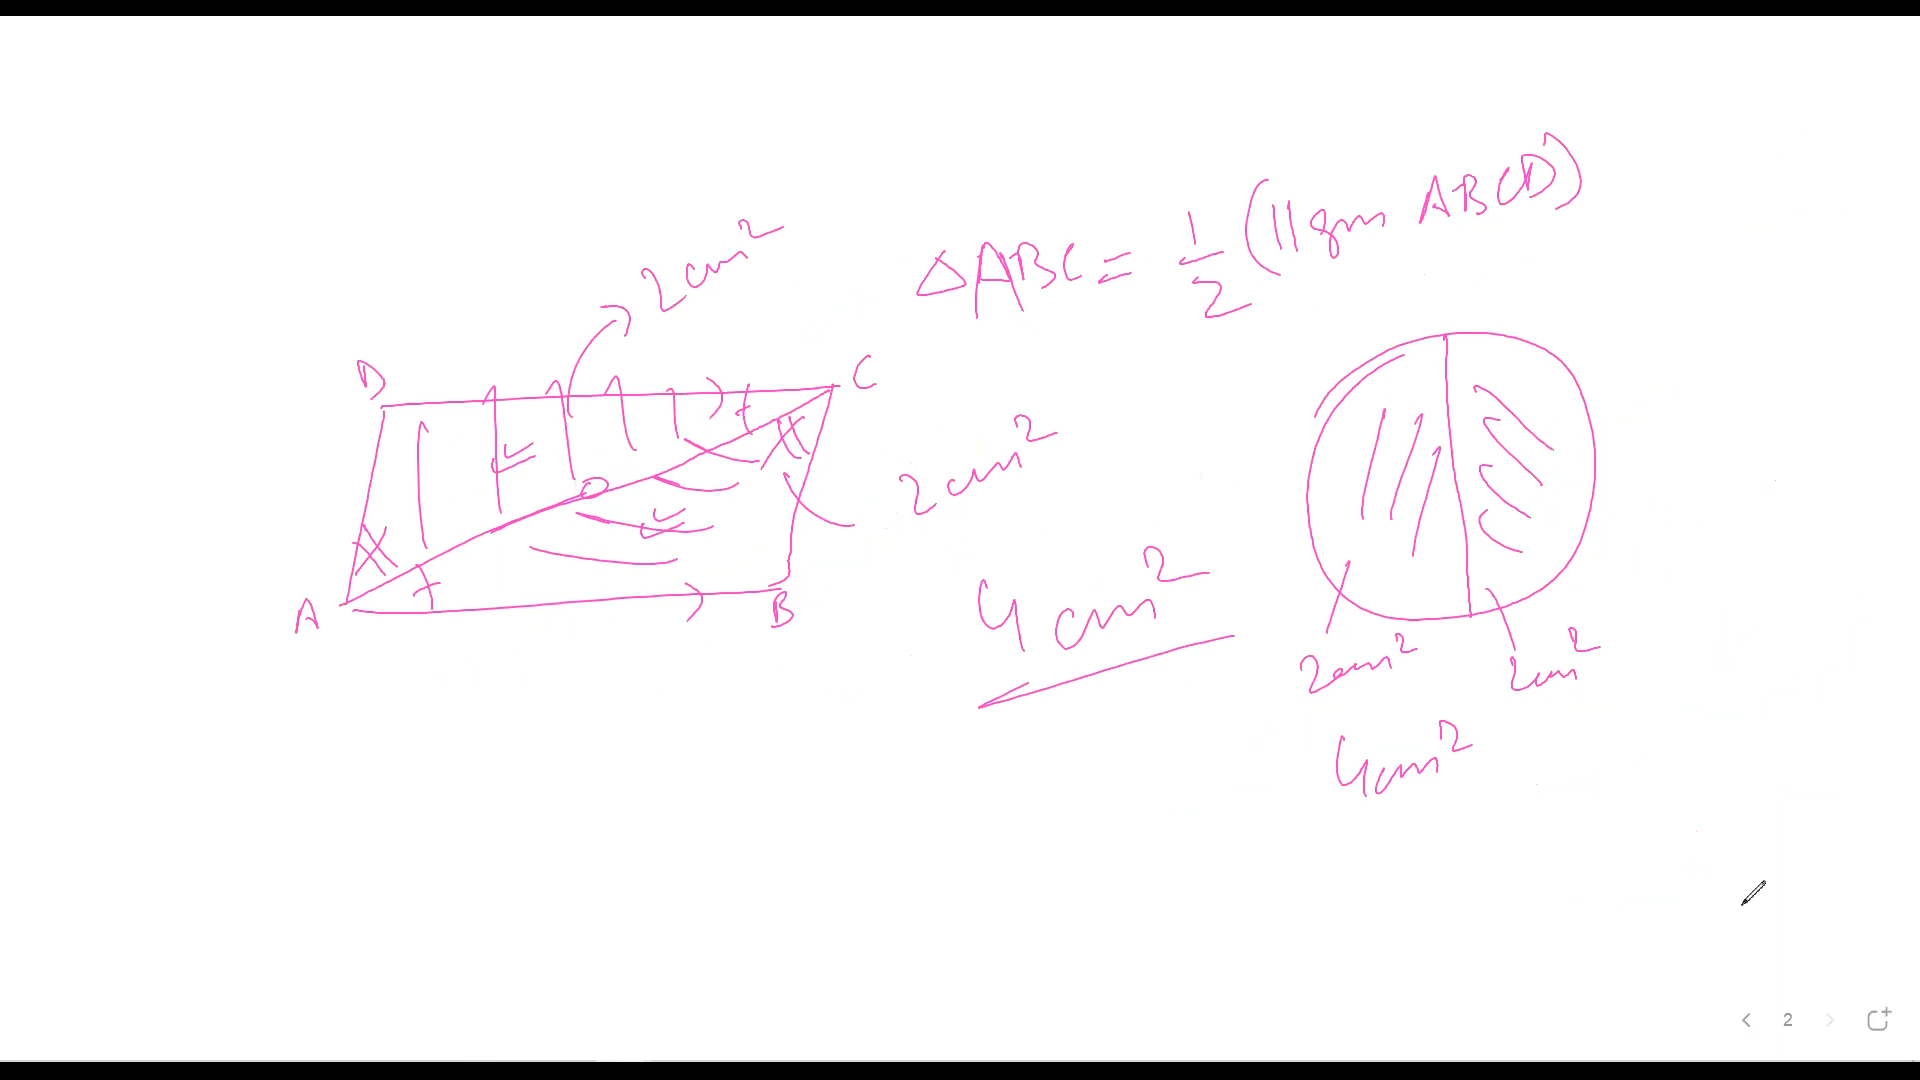 ΔABC = 1/2 (||gm ABCD)
2cm²
D
C
2cm²
O
A
B
4cm²
2cm²
2cm²
4cm²
2